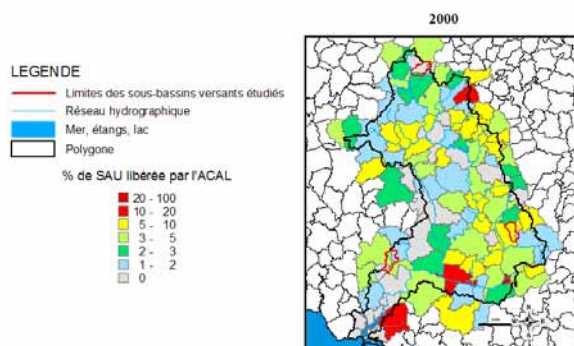 2000
LEGENDE
Limites des sous-bassins versants étudiés
Réseau hydrographique
Mer, étangs, lac
Polygone
% de SAU libérée par l'ACAL
20 - 100
10 - 20
5 - 10
3 - 5
2 - 3
1 - 2
0